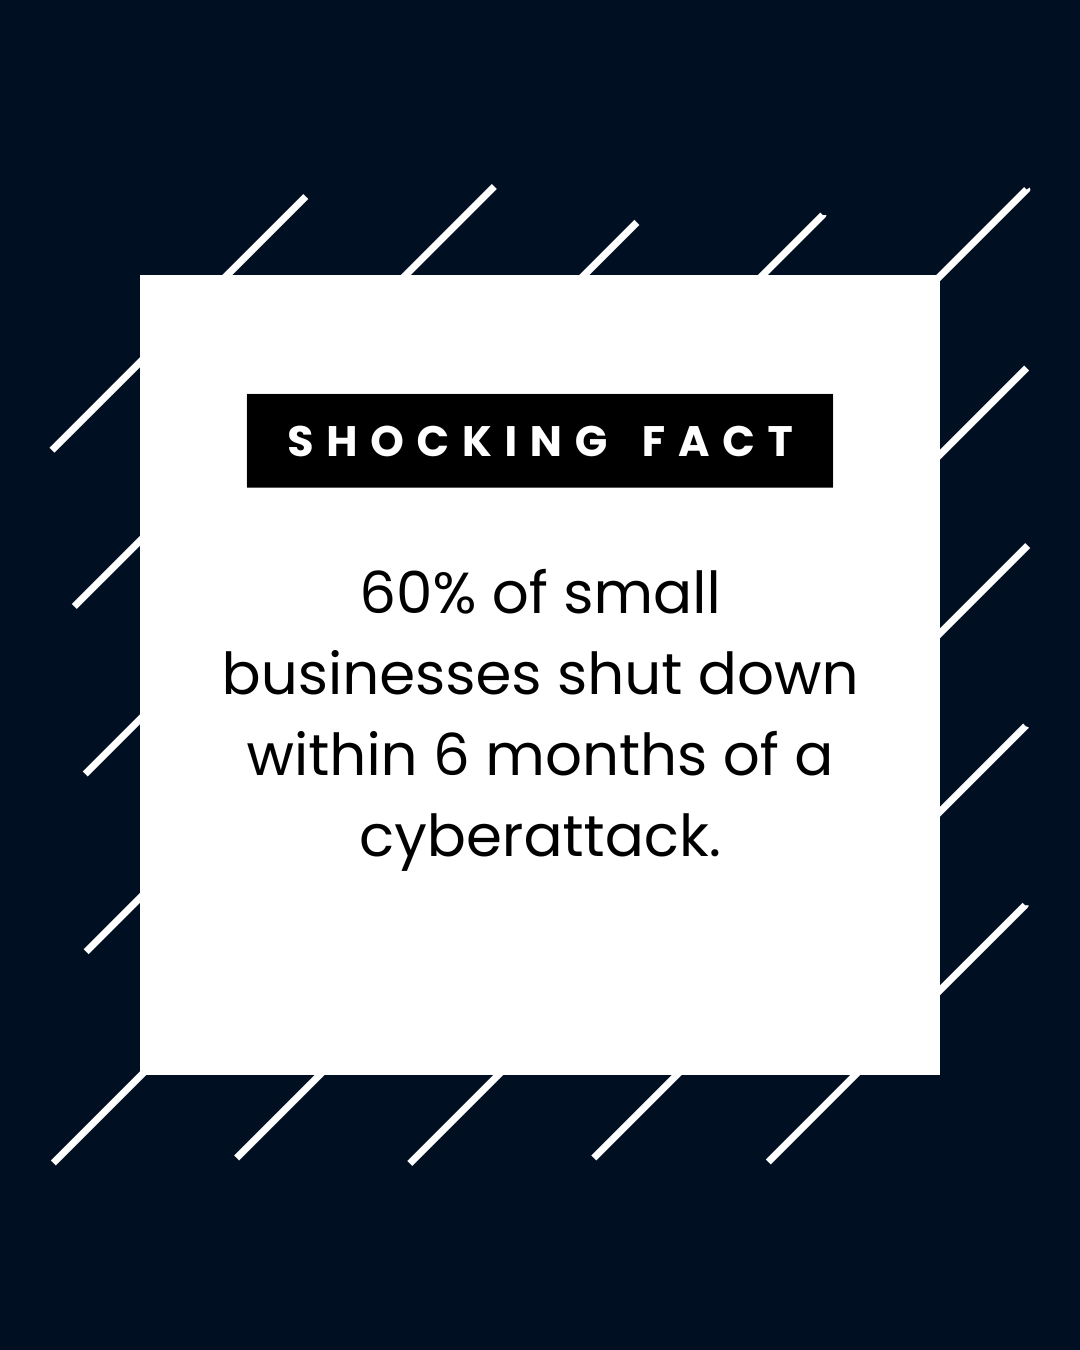 SHOCKING FACT
60% of small
businesses shut down
within 6 months of a
cyberattack.